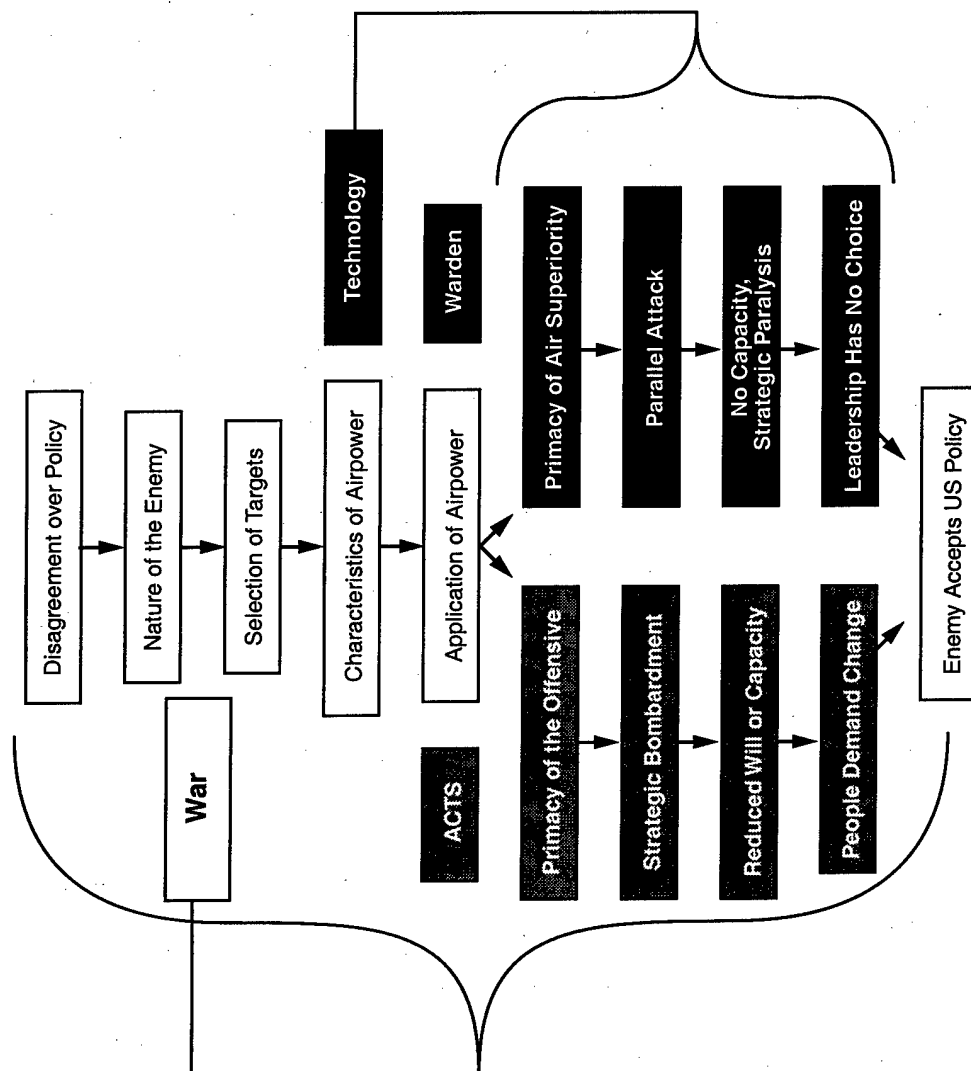 Disagreement over Policy
War
Nature of the Enemy
Selection of Targets
Characteristics of Airpower
Technology
ACTS
Application of Airpower
Warden
Primacy of the Offensive
Primacy of Air Superiority
Strategic Bombardment
Parallel Attack
Reduced Will or Capacity
No Capacity,
Strategic Paralysis
People Demand Change
Leadership Has No Choice
Enemy Accepts US Policy